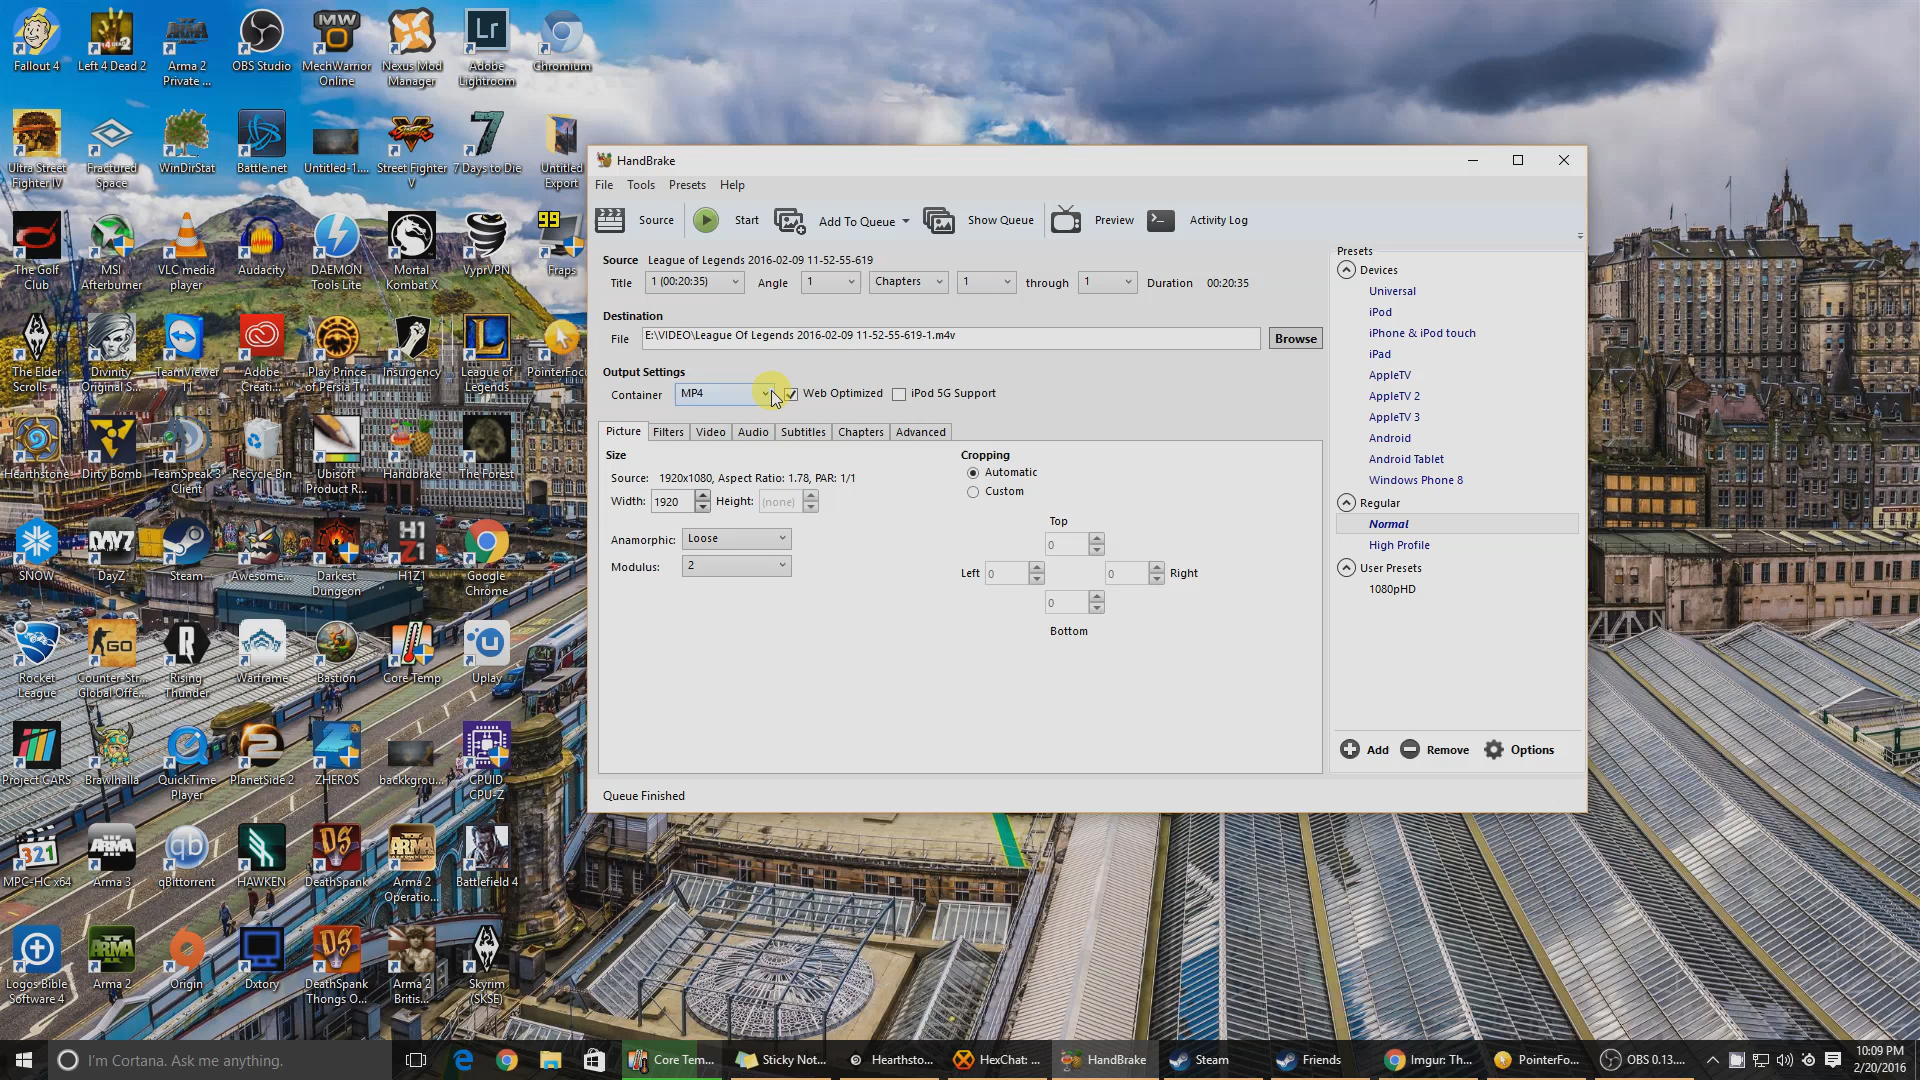 Fallout 4
Left 4 Dead 2
Arma 2
Private ...
OBS Studio
MechWarrior
Online
Nexus Mod
Manager
Adobe
Lightroom
Chromium
Ultra Street
Fighter IV
Fractured
Space
WinDirStat
Battle.net
Untitled-1....
Street Fighter
V
7 Days to Die
Untitled
Export
The Golf
Club
MSI
Afterburner
VLC media
player
Audacity
DAEMON
Tools Lite
Mortal
Kombat X
VyprVPN
99
Fraps
The Elder
Scrolls ...
Divinity
Original S...
TeamViewer
11
Adobe
Creati...
Play Prince
of Persia T...
Insurgency
League of
Legends
PointerFocus
Hearthstone
Dirty Bomb
TeamSpeak 3
Client
Recycle Bin
Ubisoft
Product R...
Handbrake
The Forest
SNOW
DayZ
Steam
Awesome...
Darkest
Dungeon
H1Z1
Google
Chrome
Rocket
League
Counter-Str...
Global Offe...
Rising
Thunder
Warframe
Bastion
Core Temp
Uplay
Project CARS
Brawlhalla
QuickTime
Player
PlanetSide 2
ZHEROS
backkgrou...
CPUID
CPU-Z
MPC-HC x64
Arma 3
qBittorrent
HAWKEN
DeathSpank
Arma 2
Operatio...
Battlefield 4
Logos Bible
Software 4
Arma 2
Origin
Dxtory
DeathSpank
Thongs O...
Arma 2
Britis...
Skyrim
(SKSE)
HandBrake
File Tools Presets Help
Source Start Add To Queue Show Queue Preview Activity Log
Source League of Legends 2016-02-09 11-52-55-619
Title 1 (00:20:35) Angle 1 Chapters 1 through 1 Duration 00:20:35
Destination
File E:\VIDEO\League Of Legends 2016-02-09 11-52-55-619-1.m4v Browse
Output Settings
Container MP4 Web Optimized iPod 5G Support
Picture Filters Video Audio Subtitles Chapters Advanced
Size
Source: 1920x1080, Aspect Ratio: 1.78, PAR: 1/1
Width: 1920 Height: (none)
Anamorphic: Loose
Modulus: 2
Cropping
Automatic
Custom
Top
0
Left 0 0 Right
0
Bottom
Presets
Devices
Universal
iPod
iPhone & iPod touch
iPad
AppleTV
AppleTV 2
AppleTV 3
Android
Android Tablet
Windows Phone 8
Regular
Normal
High Profile
User Presets
1080pHD
Add Remove Options
Queue Finished
I'm Cortana. Ask me anything.
Core Tem...
Sticky Not...
Hearthsto...
HexChat: ...
HandBrake
Steam
Friends
Imgur: Th...
PointerFo...
OBS 0.13....
10:09 PM
2/20/2016